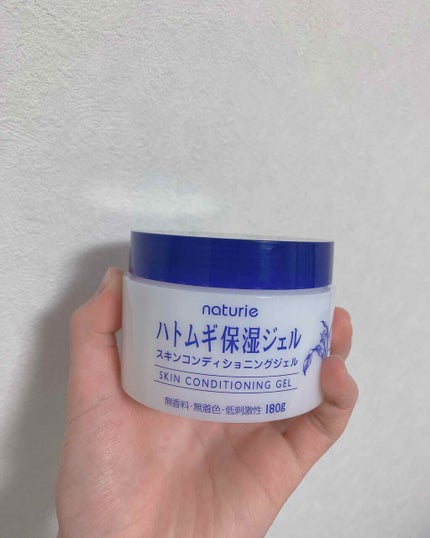 naturie
ハトムギ保湿ジェル
スキンコンディショニングジェル
SKIN CONDITIONING GEL
無香料・無着色・低刺激性 180g